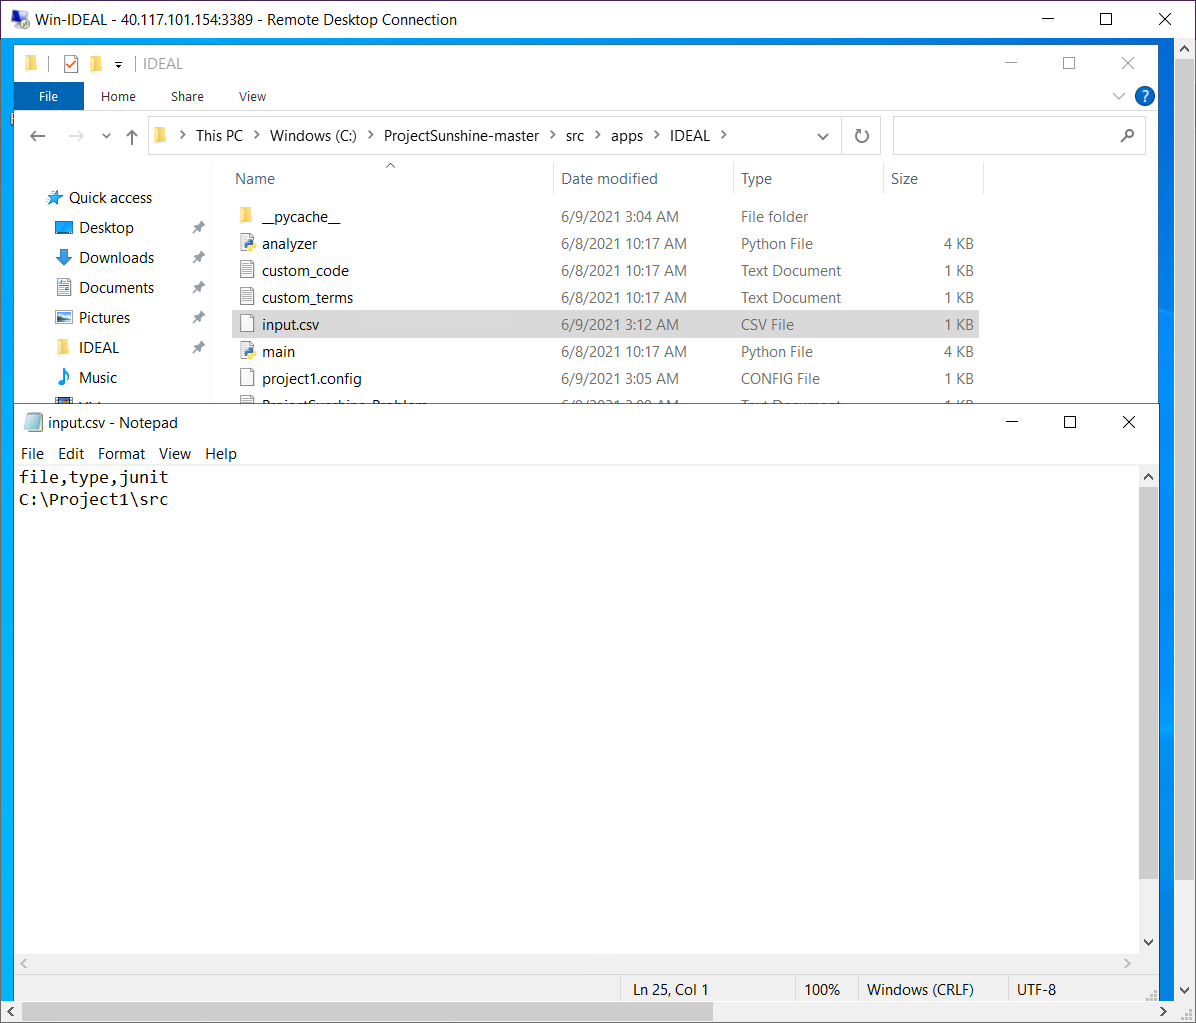 Win-IDEAL - 40.117.101.154:3389 - Remote Desktop Connection
IDEAL
File Home Share View
This PC Windows (C:) ProjectSunshine-master src apps IDEAL
Name Date modified Type Size
Quick access
Desktop
Downloads
Documents
Pictures
IDEAL
Music
__pycache__ 6/9/2021 3:04 AM File folder
analyzer 6/8/2021 10:17 AM Python File 4 KB
custom_code 6/8/2021 10:17 AM Text Document 1 KB
custom_terms 6/8/2021 10:17 AM Text Document 1 KB
input.csv 6/9/2021 3:12 AM CSV File 1 KB
main 6/8/2021 10:17 AM Python File 4 KB
project1.config 6/9/2021 3:05 AM CONFIG File 1 KB
input.csv - Notepad
File Edit Format View Help
file,type,junit
C:\Project1\src
Ln 25, Col 1 100% Windows (CRLF) UTF-8